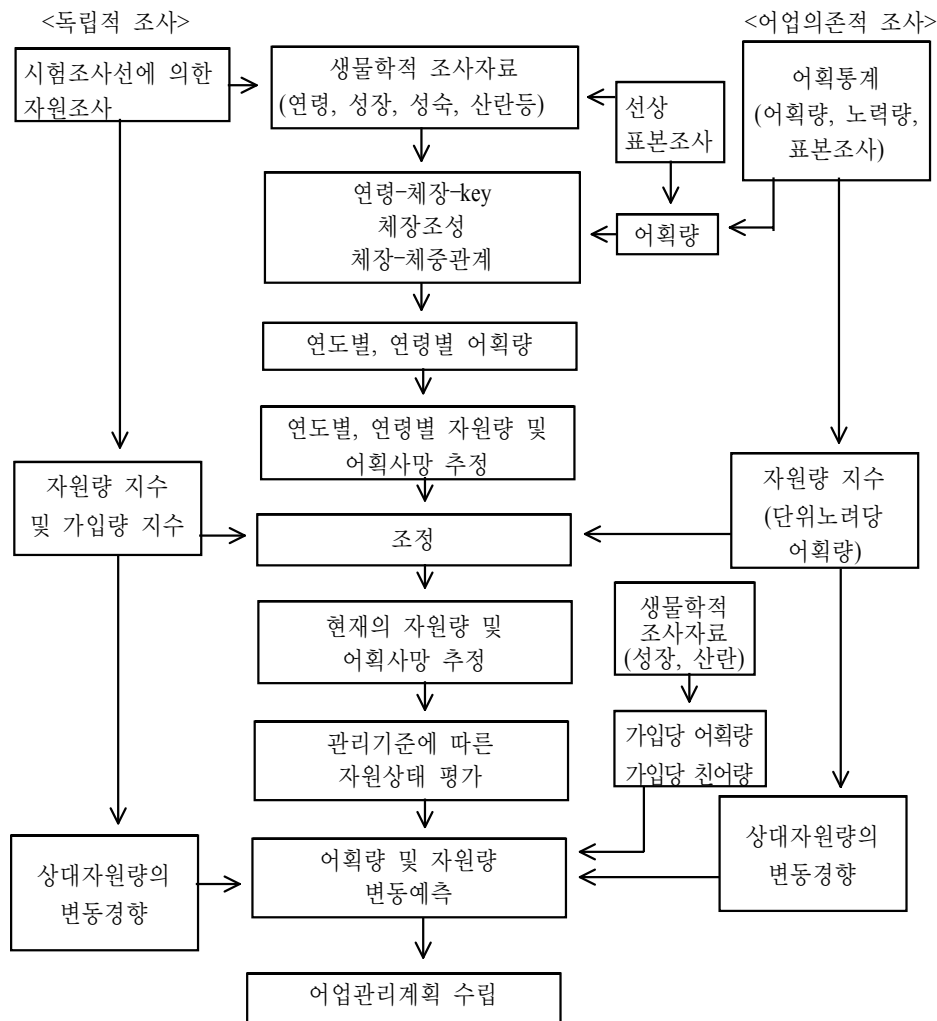 <독립적 조사>
<어업의존적 조사>
시험조사선에 의한
자원조사
생물학적 조사자료
(연령, 성장, 성숙, 산란등)
선상
표본조사
어획통계
(어획량, 노력량,
표본조사)
연령-체장-key
체장조성
체장-체중관계
어획량
연도별, 연령별 어획량
연도별, 연령별 자원량 및
어획사망 추정
자원량 지수
및 가입량 지수
조정
자원량 지수
(단위노려당
어획량)
현재의 자원량 및
어획사망 추정
생물학적
조사자료
(성장, 산란)
관리기준에 따른
자원상태 평가
가입당 어획량
가입당 친어량
상대자원량의
변동경향
어획량 및 자원량
변동예측
상대자원량의
변동경향
어업관리계획 수립